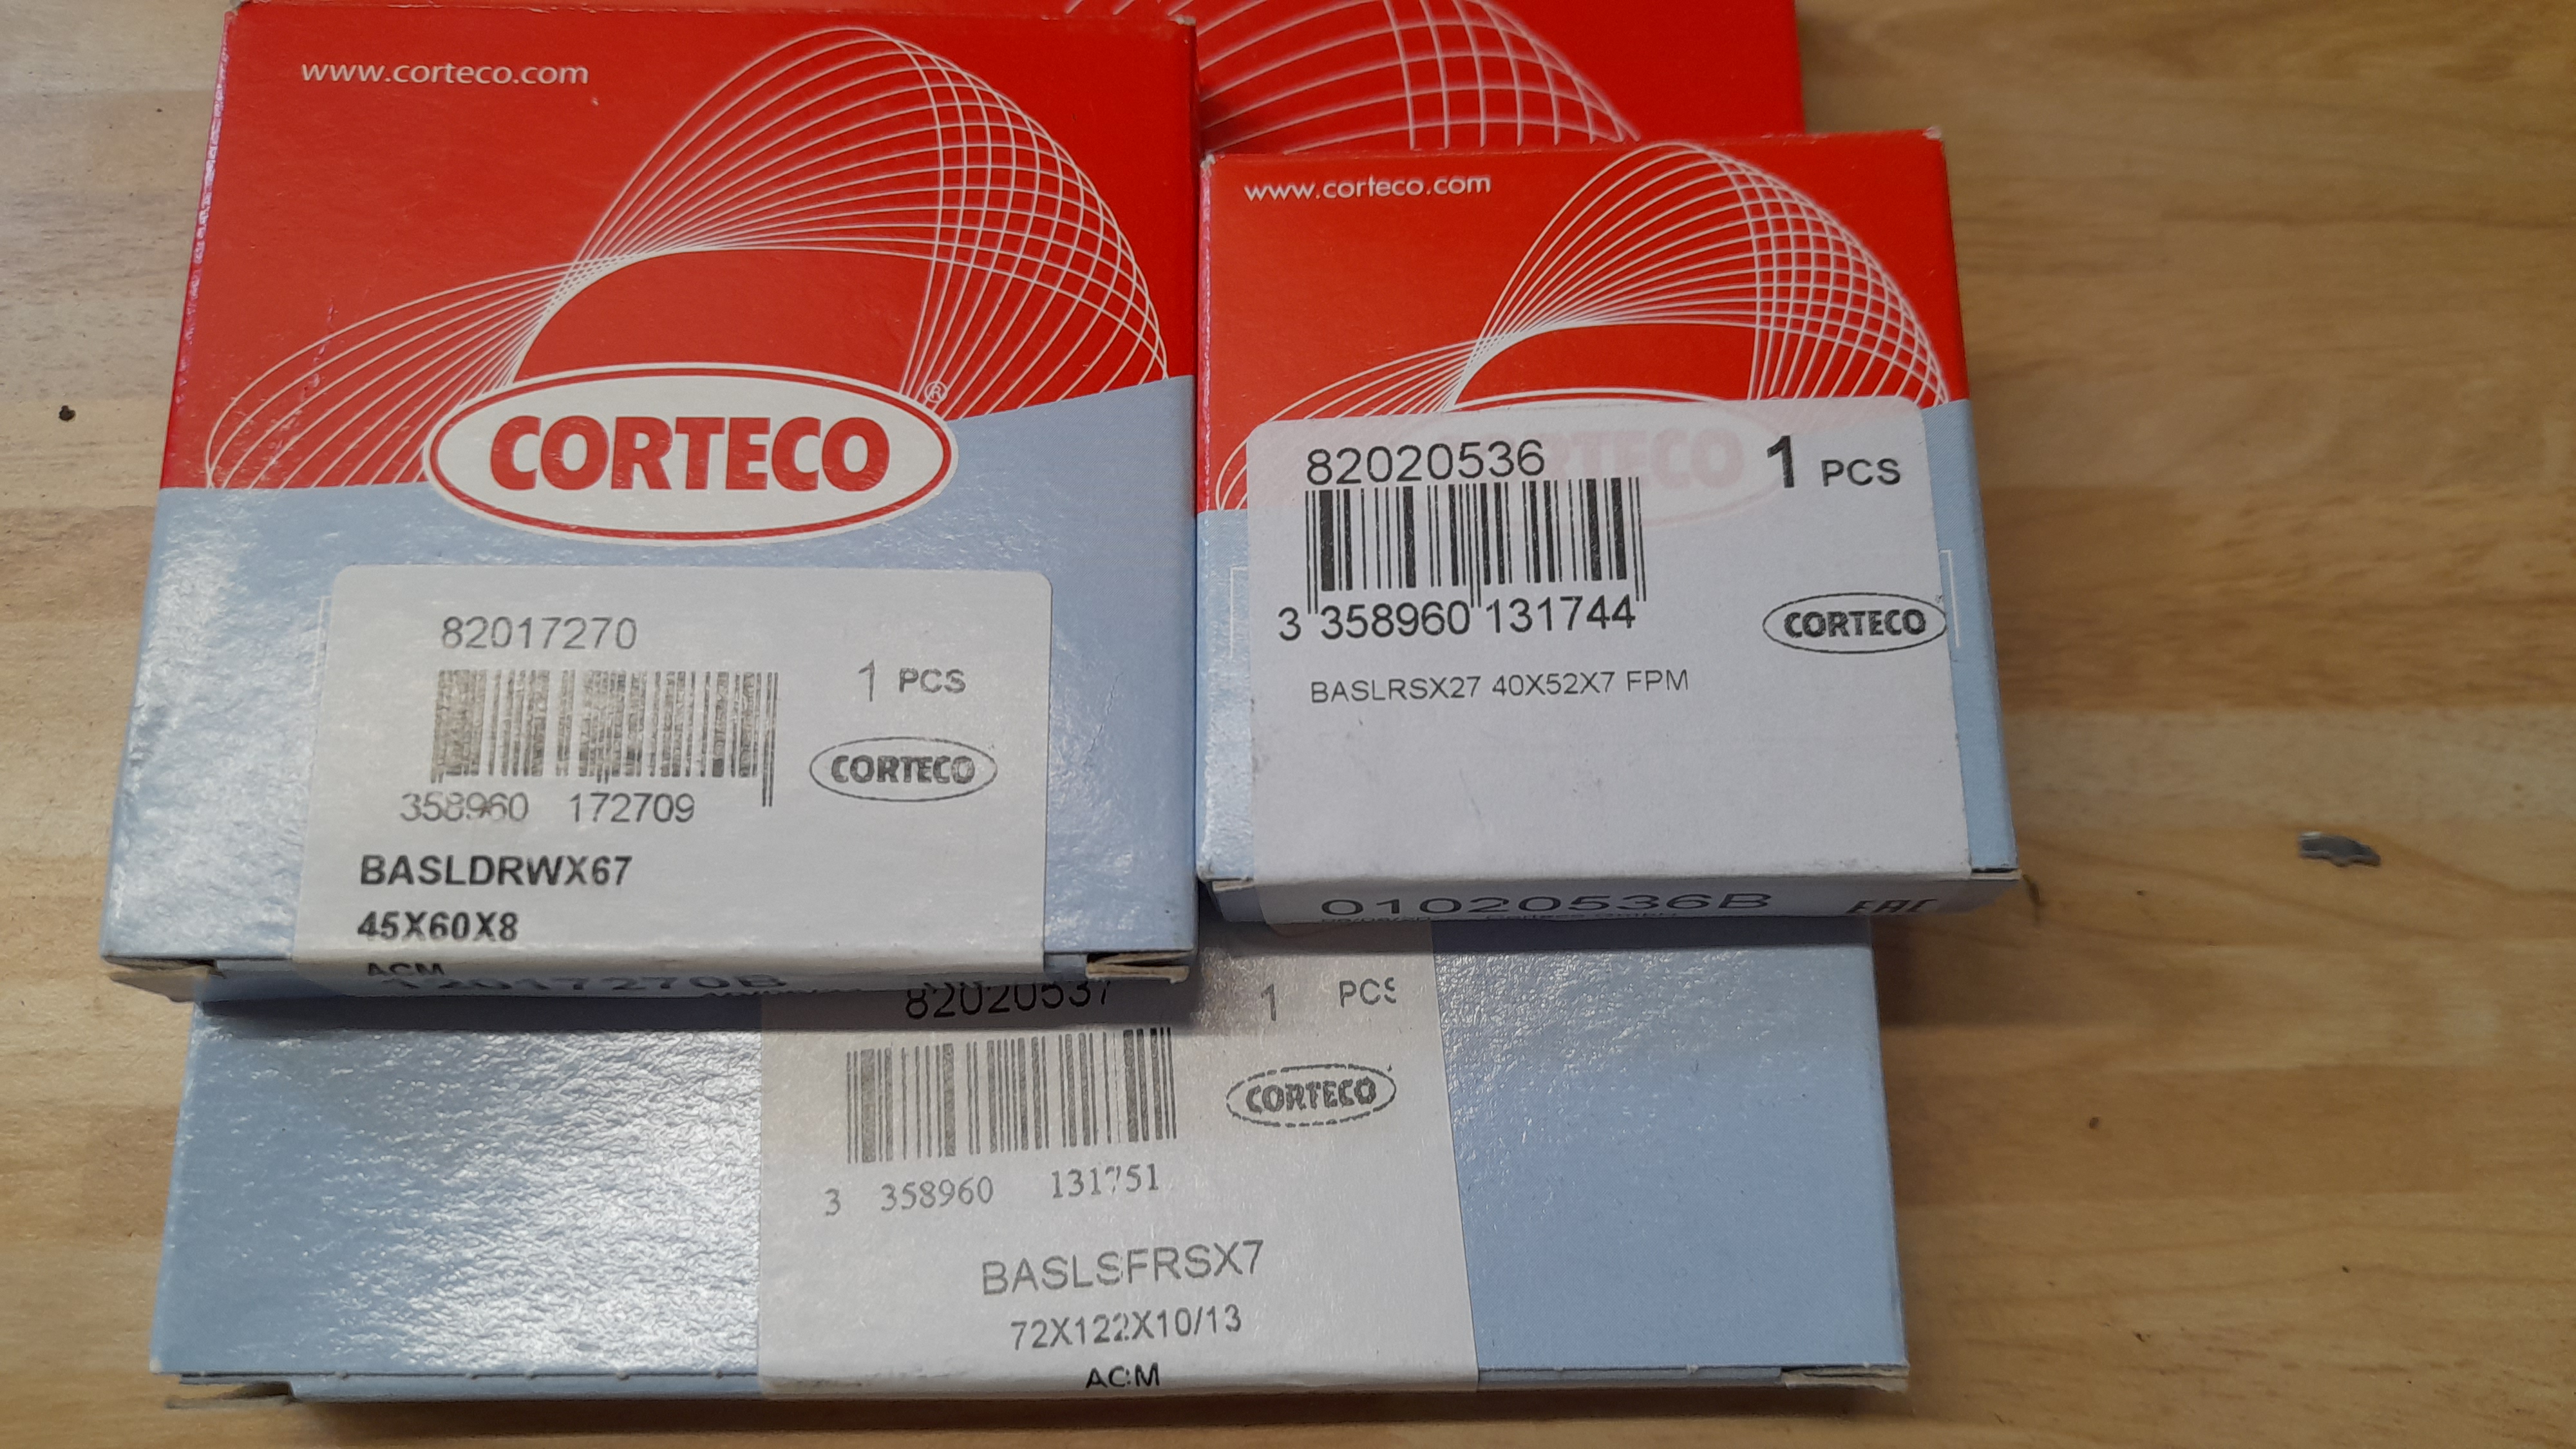 www.corteco.com
CORTECO®
82017270
1 PCS
CORTECO
358960 172709
BASLDRWX67
45X60X8
ACM
12017270B
www.corteco.com
82020536
1 PCS
3 358960 131744
CORTECO
BASLRSX27 40X52X7 FPM
01020536B
EAC
82020537
1 PCS
CORTECO
3 358960 131751
BASLSFRSX7
72X122X10/13
ACM